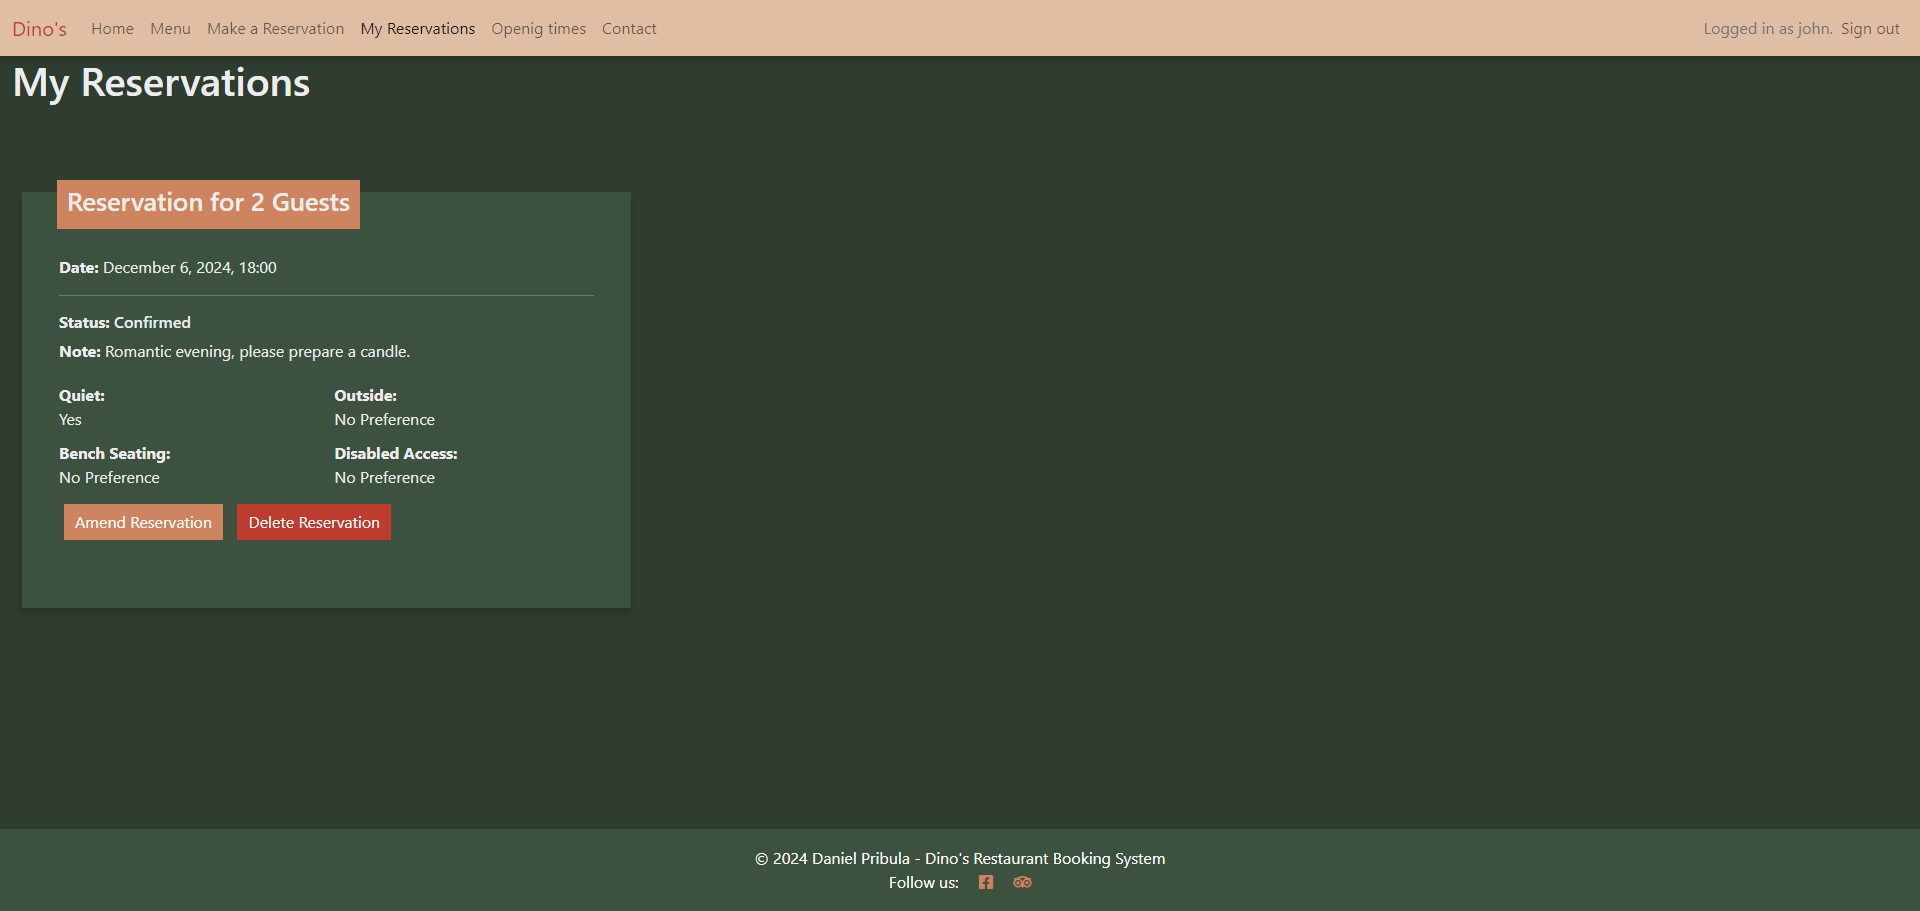 Dino's Home Menu Make a Reservation My Reservations Openig times Contact Logged in as john. Sign out
My Reservations
Reservation for 2 Guests
Date: December 6, 2024, 18:00
Status: Confirmed
Note: Romantic evening, please prepare a candle.
Quiet: Outside:
Yes No Preference
Bench Seating: Disabled Access:
No Preference No Preference
Amend Reservation Delete Reservation
© 2024 Daniel Pribula - Dino's Restaurant Booking System
Follow us: